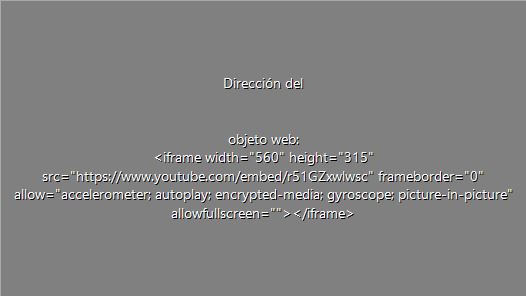 Dirección del
objeto web:
<iframe width="560" height="315"
src="https://www.youtube.com/embed/r51GZxwlwsc" frameborder="0"
allow="accelerometer; autoplay; encrypted-media; gyroscope; picture-in-picture"
allowfullscreen=""></iframe>